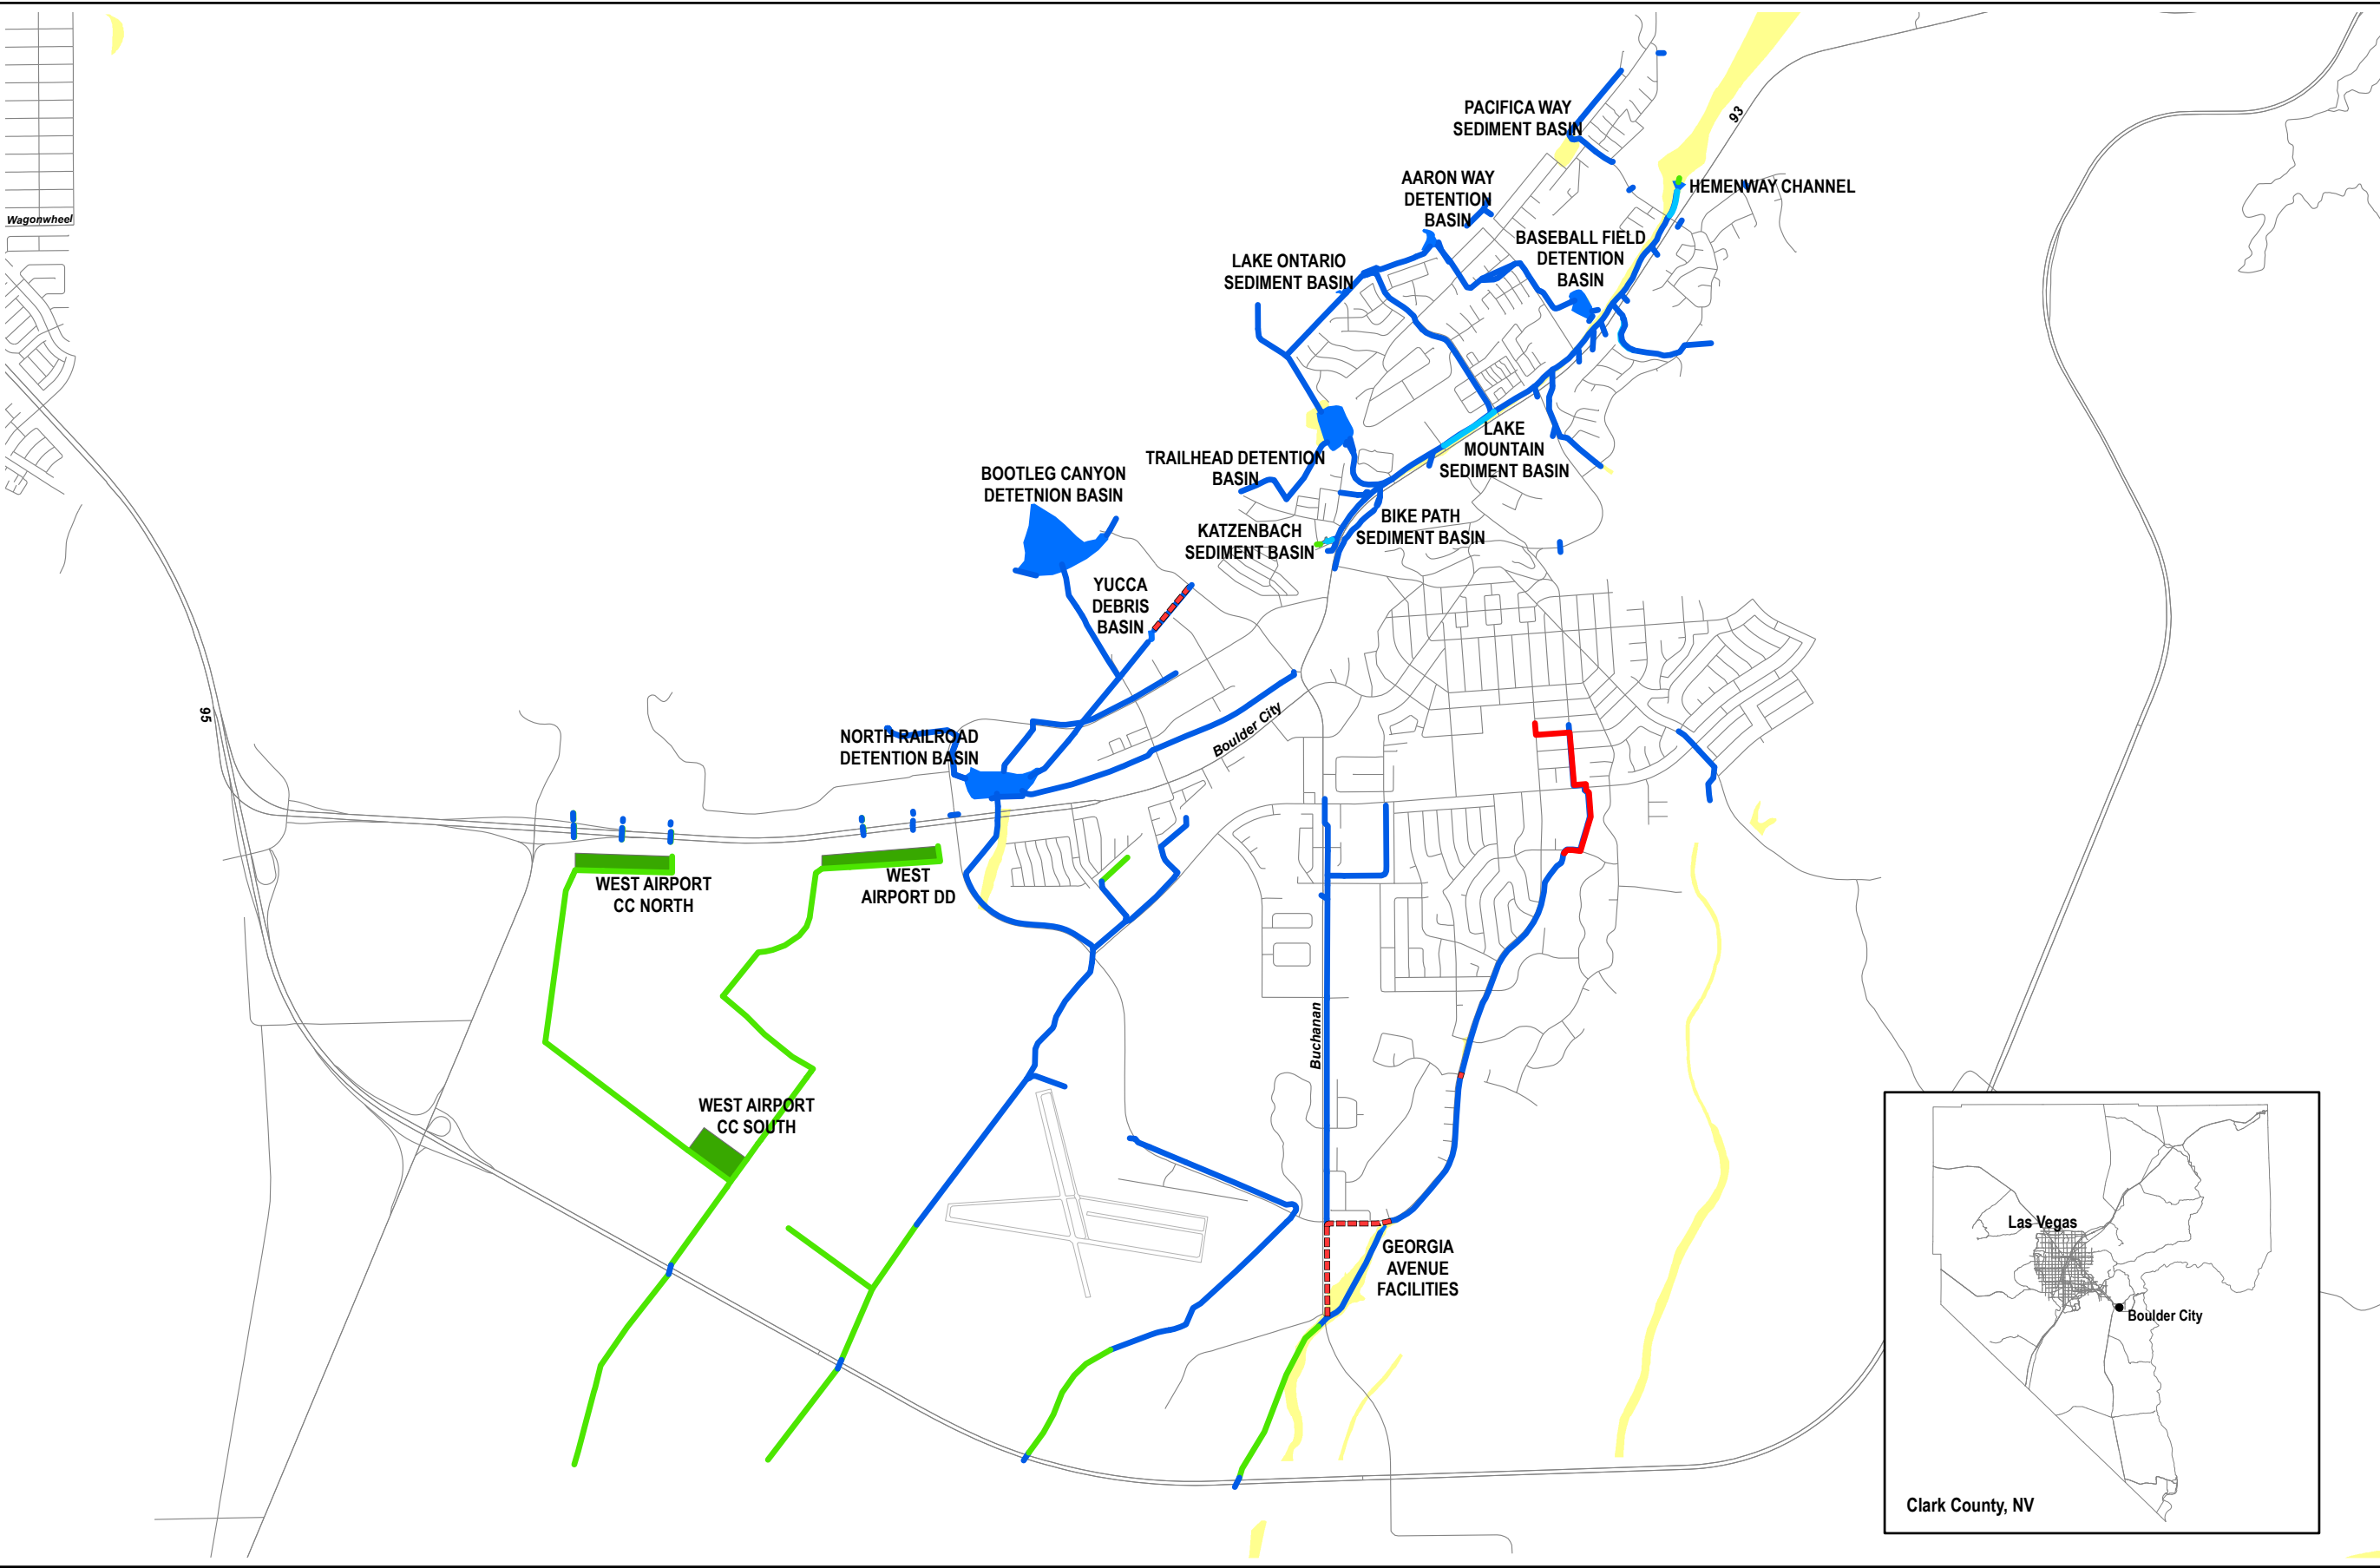 PACIFICA WAY
SEDIMENT BASIN
93
AARON WAY
DETENTION
BASIN
HEMENWAY CHANNEL
Wagonwheel
BASEBALL FIELD
DETENTION
BASIN
LAKE ONTARIO
SEDIMENT BASIN
LAKE
MOUNTAIN
SEDIMENT BASIN
TRAILHEAD DETENTION
BASIN
BOOTLEG CANYON
DETETNION BASIN
BIKE PATH
SEDIMENT BASIN
KATZENBACH
SEDIMENT BASIN
YUCCA
DEBRIS
BASIN
95
Boulder City
NORTH RAILROAD
DETENTION BASIN
WEST AIRPORT
CC NORTH
WEST
AIRPORT DD
Buchanan
WEST AIRPORT
CC SOUTH
GEORGIA
AVENUE
FACILITIES
Las Vegas
Boulder City
Clark County, NV